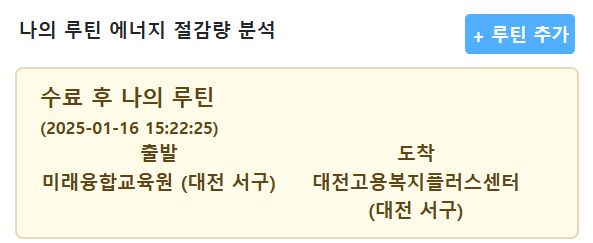 나의 루틴 에너지 절감량 분석
+ 루틴 추가
수료 후 나의 루틴
(2025-01-16 15:22:25)
출발
도착
미래융합교육원 (대전 서구)
대전고용복지플러스센터
(대전 서구)